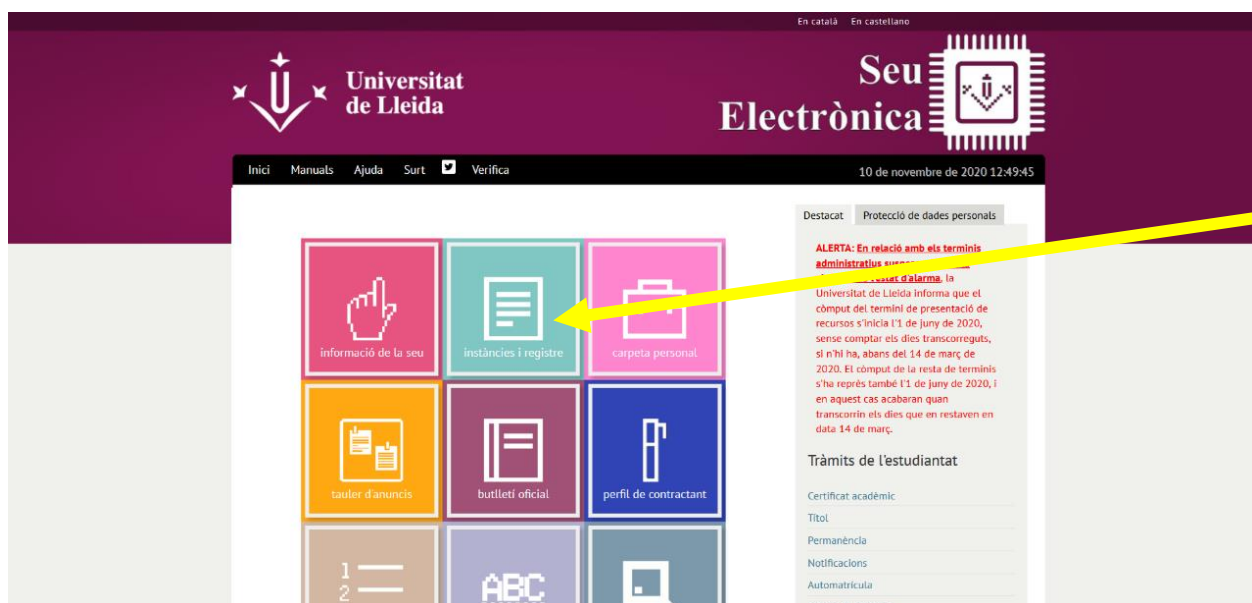 En català En castellano
Universitat
de Lleida
Seu
Electrònica
Inici Manuals Ajuda Surt Verifica
10 de novembre de 2020 12:49:45
Destacat Protecció de dades personals
informació de la seu
instàncies i registre
carpeta personal
tauler d'anuncis
butlletí oficial
perfil de contractant
1
2
ABC
ALERTA: En relació amb els terminis
administratius
estat d'alarma, la
Universitat de Lleida informa que el
còmput del termini de presentació de
recursos s'inicia l'1 de juny de 2020,
sense comptar els dies transcorreguts,
si n'hi ha, abans del 14 de març de
2020. El còmput de la resta de terminis
s'ha reprès també l'1 de juny de 2020, i
en aquest cas acabaran quan
transcorrin els dies que en restaven en
data 14 de març.
Tràmits de l'estudiantat
Certificat acadèmic
Títol
Permanència
Notificacions
Automatrícula